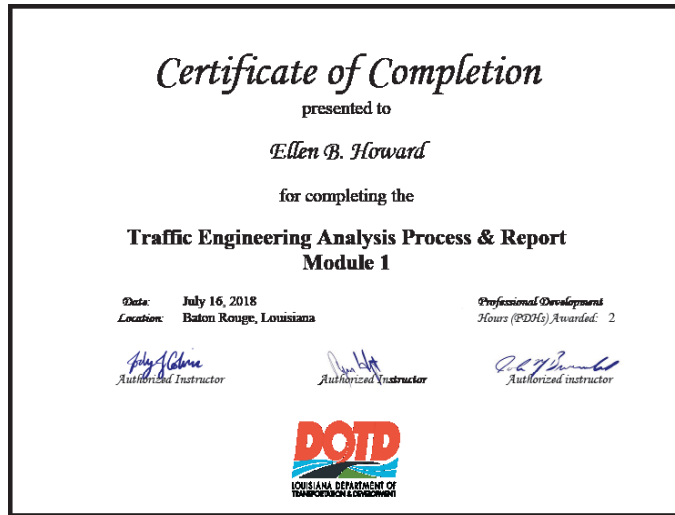 Certificate of Completion
presented to
Ellen B. Howard
for completing the
Traffic Engineering Analysis Process & Report
Module 1
Date: July 16, 2018
Professional Development
Location: Baton Rouge, Louisiana
Hours (PDHs) Awarded: 2
Authorized Instructor
Authorized Instructor
Authorized instructor
DOTD
LOUISIANA DEPARTMENT OF
TRANSPORTATION & DEVELOPMENT